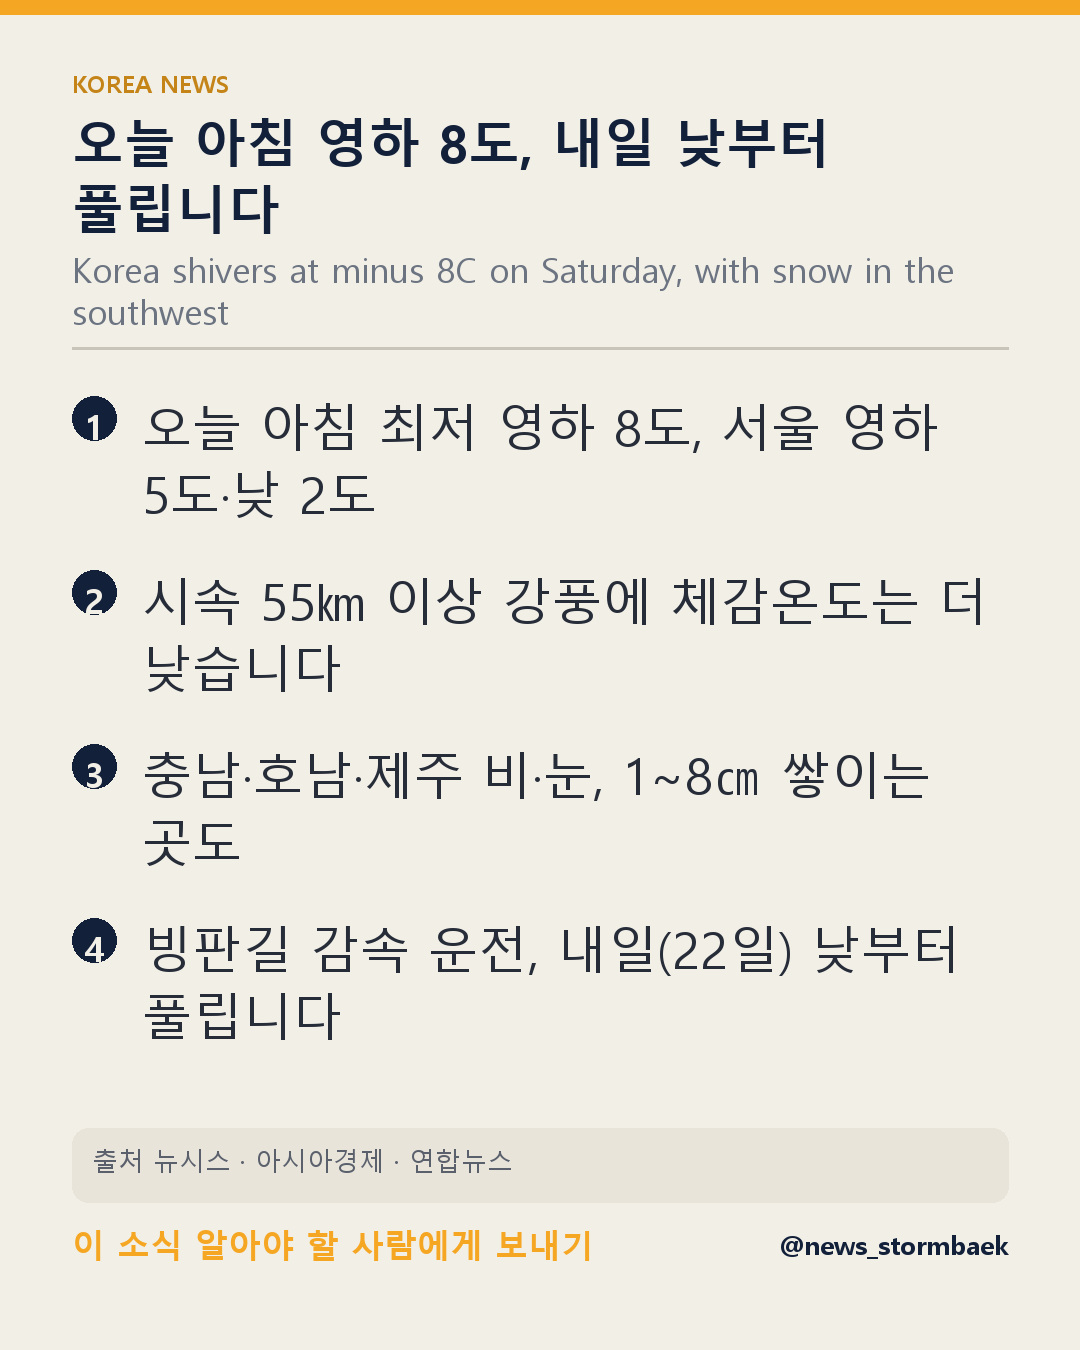 KOREA NEWS
오늘 아침 영하 8도, 내일 낮부터
풀립니다
Korea shivers at minus 8C on Saturday, with snow in the
southwest
1 오늘 아침 최저 영하 8도, 서울 영하
5도·낮 2도
2 시속 55㎞ 이상 강풍에 체감온도는 더
낮습니다
3 충남·호남·제주 비·눈, 1~8㎝ 쌓이는
곳도
4 빙판길 감속 운전, 내일(22일) 낮부터
풀립니다
출처 뉴시스 · 아시아경제 · 연합뉴스
이 소식 알아야 할 사람에게 보내기
@news_stormbaek